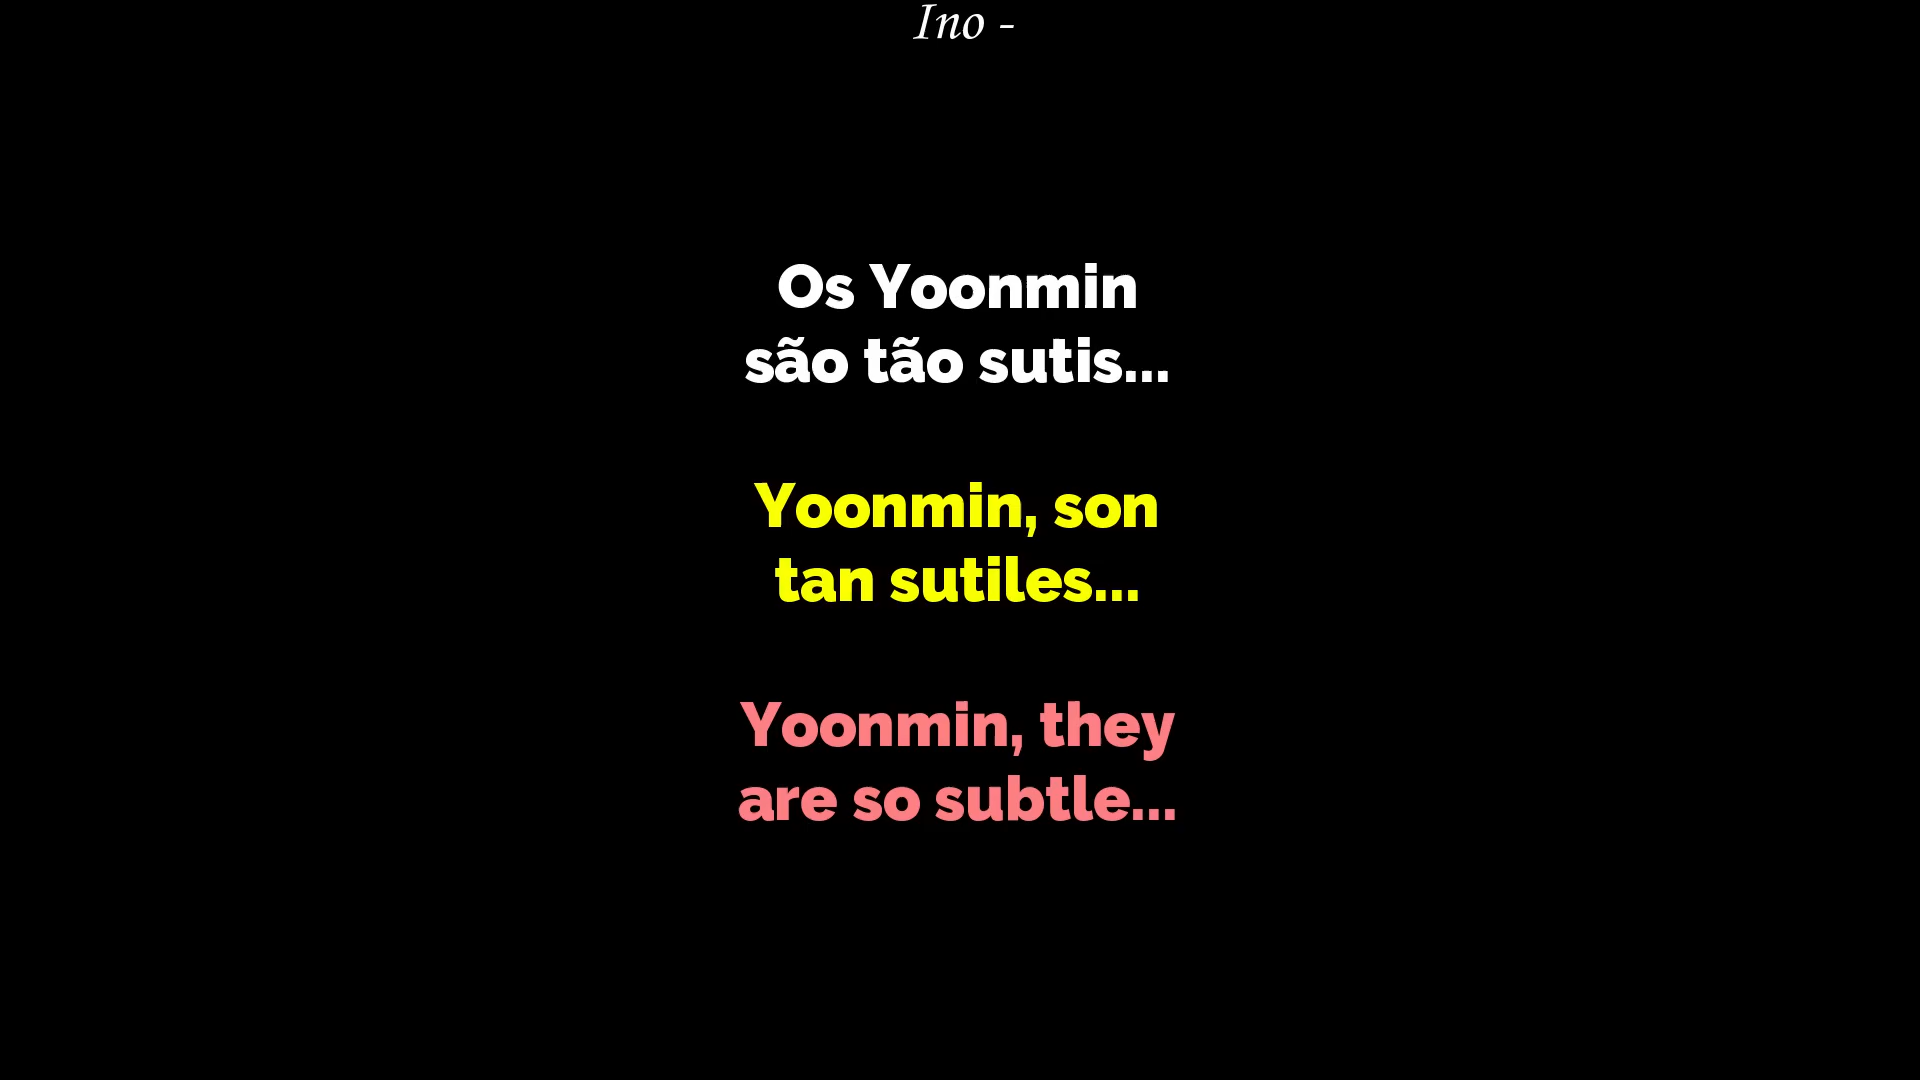 Ino -
Os Yoonmin
são tão sutis...
Yoonmin, son
tan sutiles...
Yoonmin, they
are so subtle...